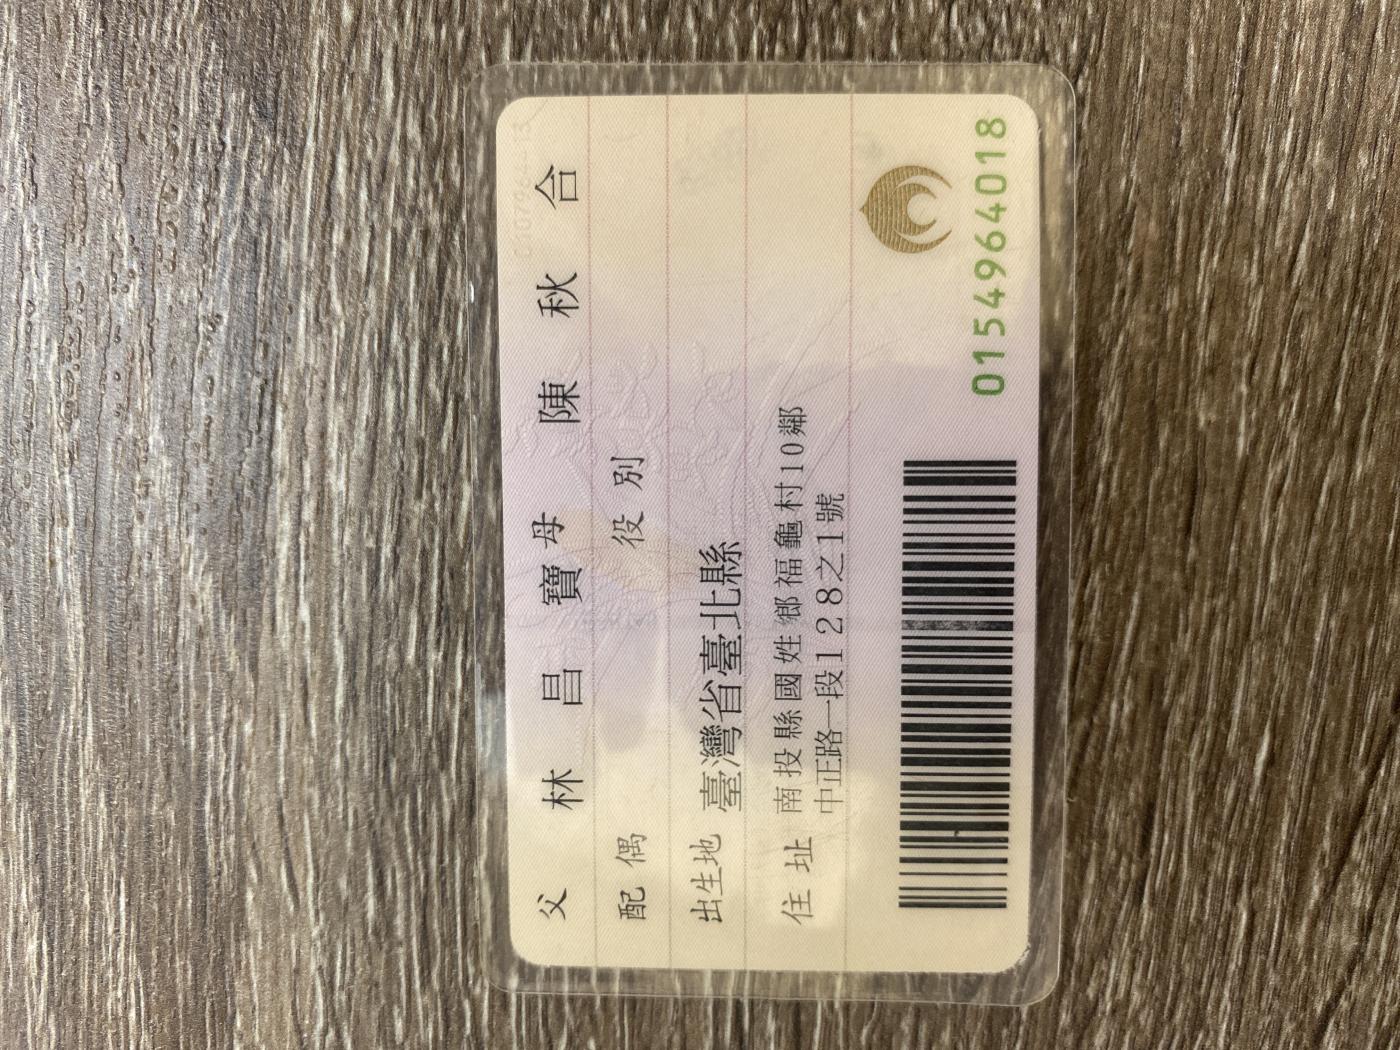 父 林昌寶 母 陳秋合
配偶 役別
出生地 臺灣省臺北縣
住址 南投縣國姓鄉福龜村10鄰
中正路一段128之1號
0154964018